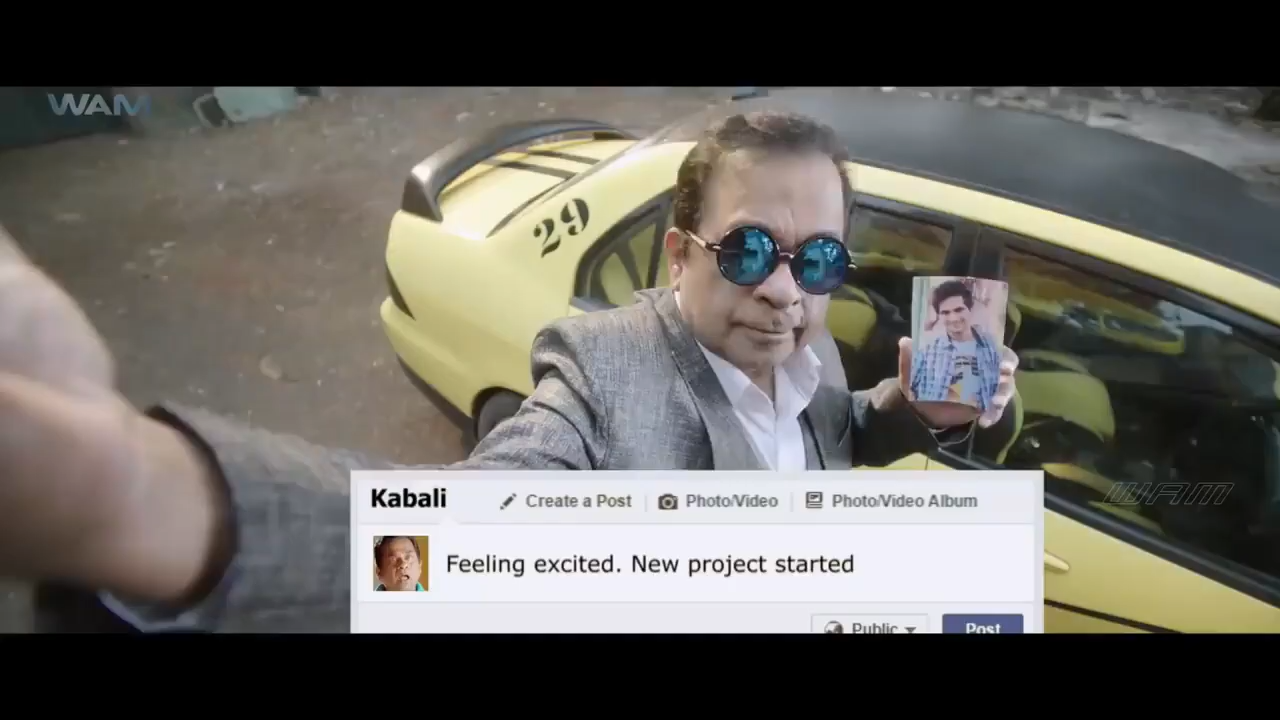 WAM
29
WAM
Kabali
Create a Post
Photo/Video
Photo/Video Album
Feeling excited. New project started
Public
Post